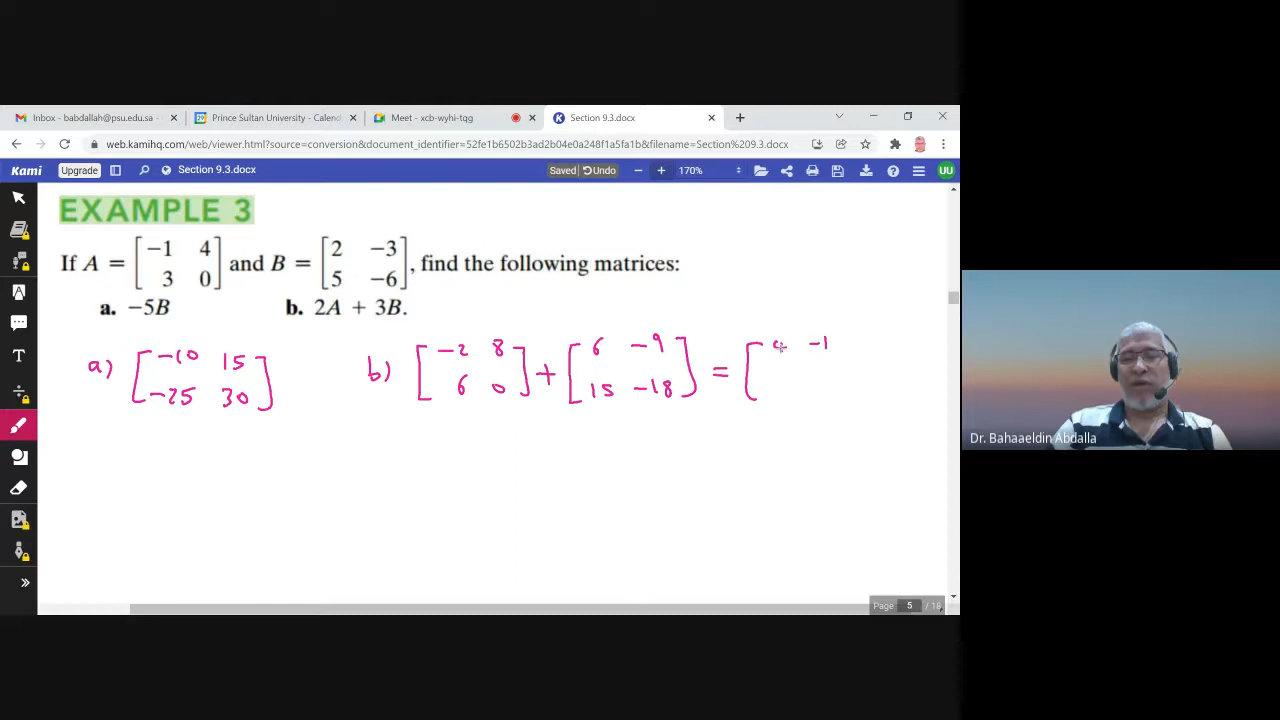 Inbox - babdallah@psu.edu.sa -
Prince Sultan University - Calend
Meet - xcb-wyhi-tqg
Section 9.3.docx
web.kamihq.com/web/viewer.html?source=conversion&document_identifier=52fe1b6502b3ad2b04e0a248f1a5fa1b&filename=Section%209.3.docx
Kami Upgrade Section 9.3.docx Saved Undo 170% UU
EXAMPLE 3
If A = [−1 4; 3 0] and B = [2 −3; 5 −6], find the following matrices:
a. −5B b. 2A + 3B.
a) [−10 15; −25 30] b) [−2 8; 6 0] + [6 −9; 15 −18] = [ −1
Dr. Bahaaeldin Abdalla
Page 5 / 18